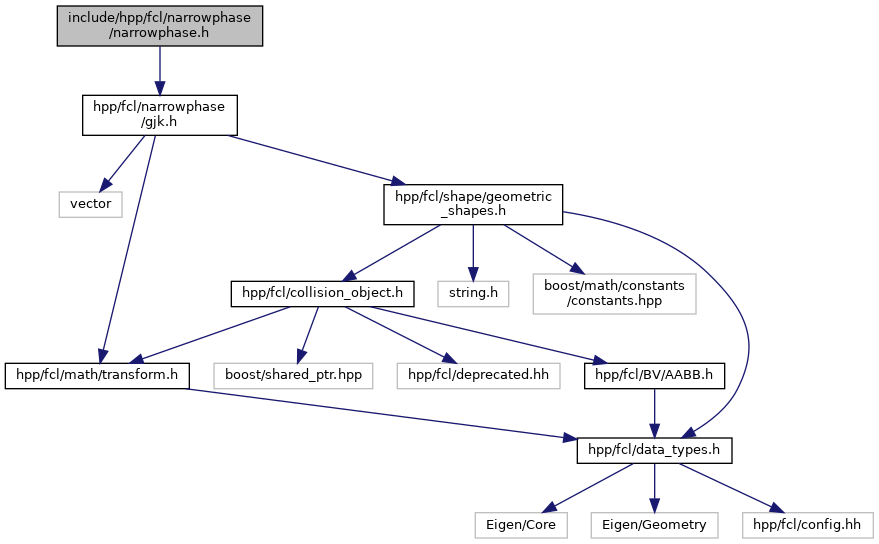 include/hpp/fcl/narrowphase
/narrowphase.h
hpp/fcl/narrowphase
/gjk.h
vector
hpp/fcl/shape/geometric
_shapes.h
hpp/fcl/collision_object.h
string.h
boost/math/constants
/constants.hpp
hpp/fcl/math/transform.h
boost/shared_ptr.hpp
hpp/fcl/deprecated.hh
hpp/fcl/BV/AABB.h
hpp/fcl/data_types.h
Eigen/Core
Eigen/Geometry
hpp/fcl/config.hh